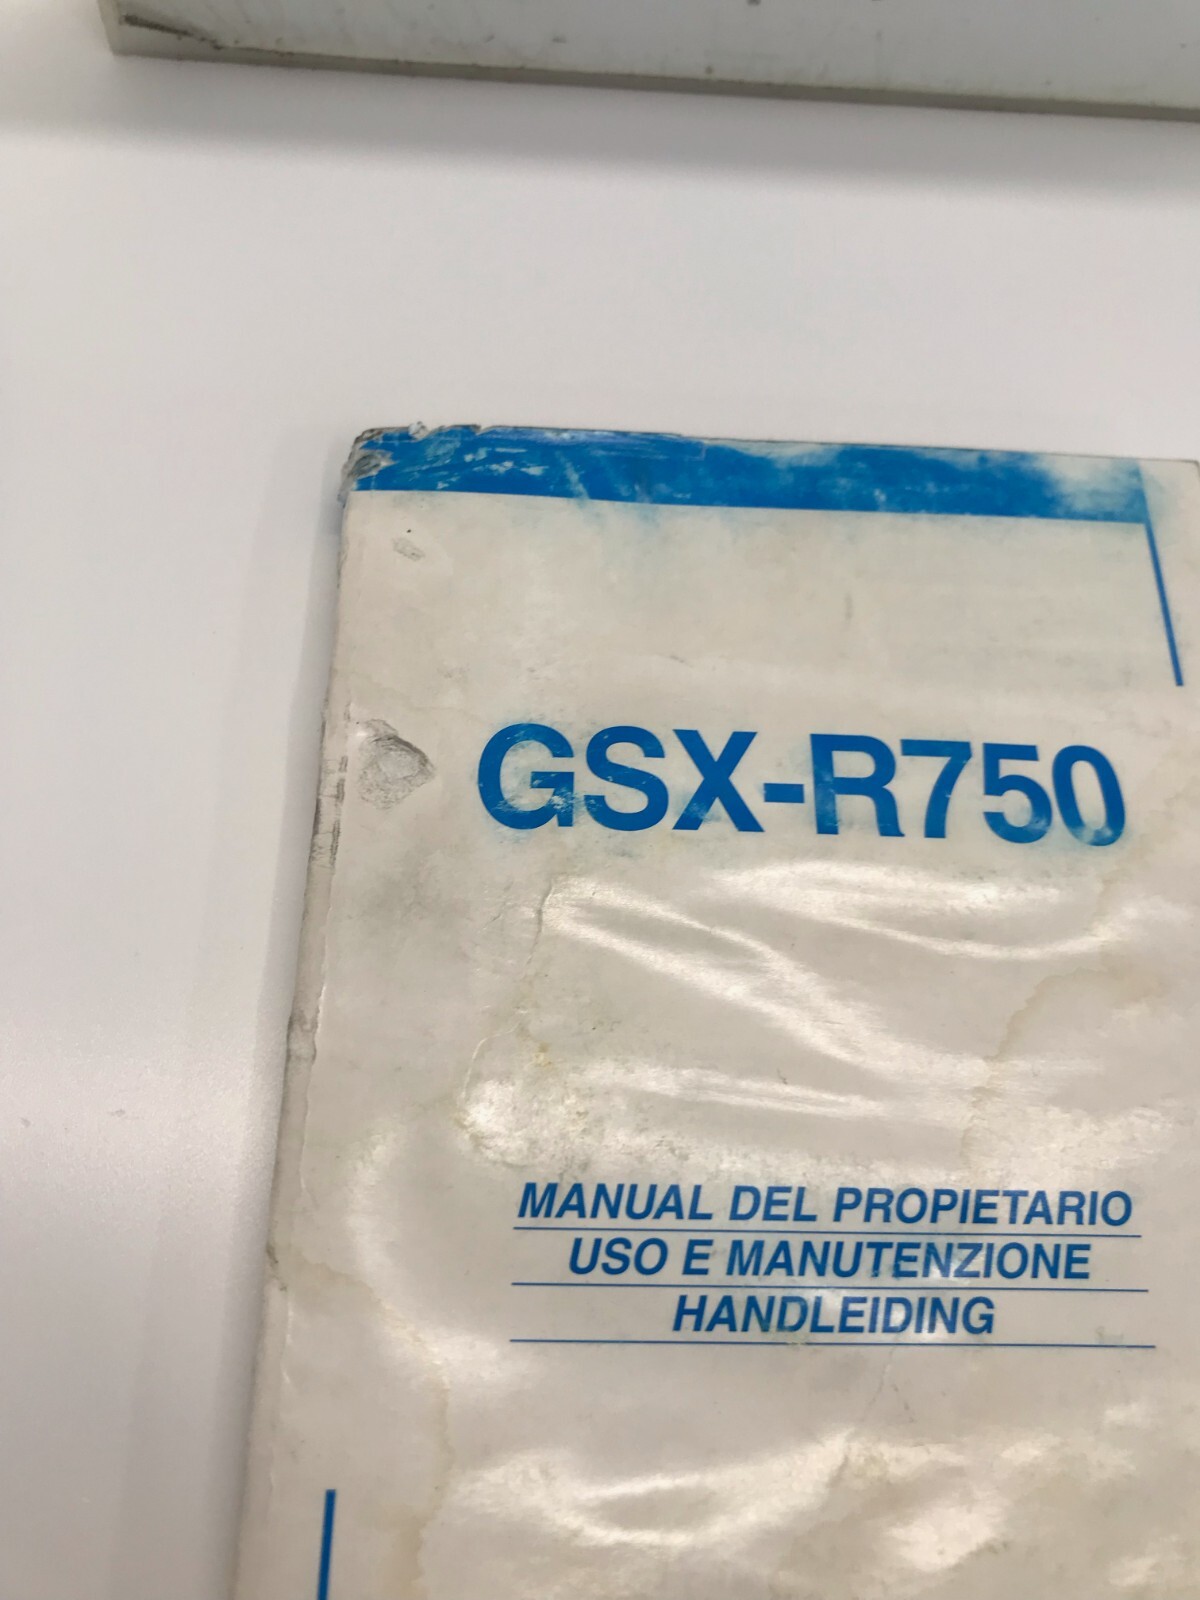 GSX-R750
MANUAL DEL PROPIETARIO
USO E MANUTENZIONE
HANDLEIDING